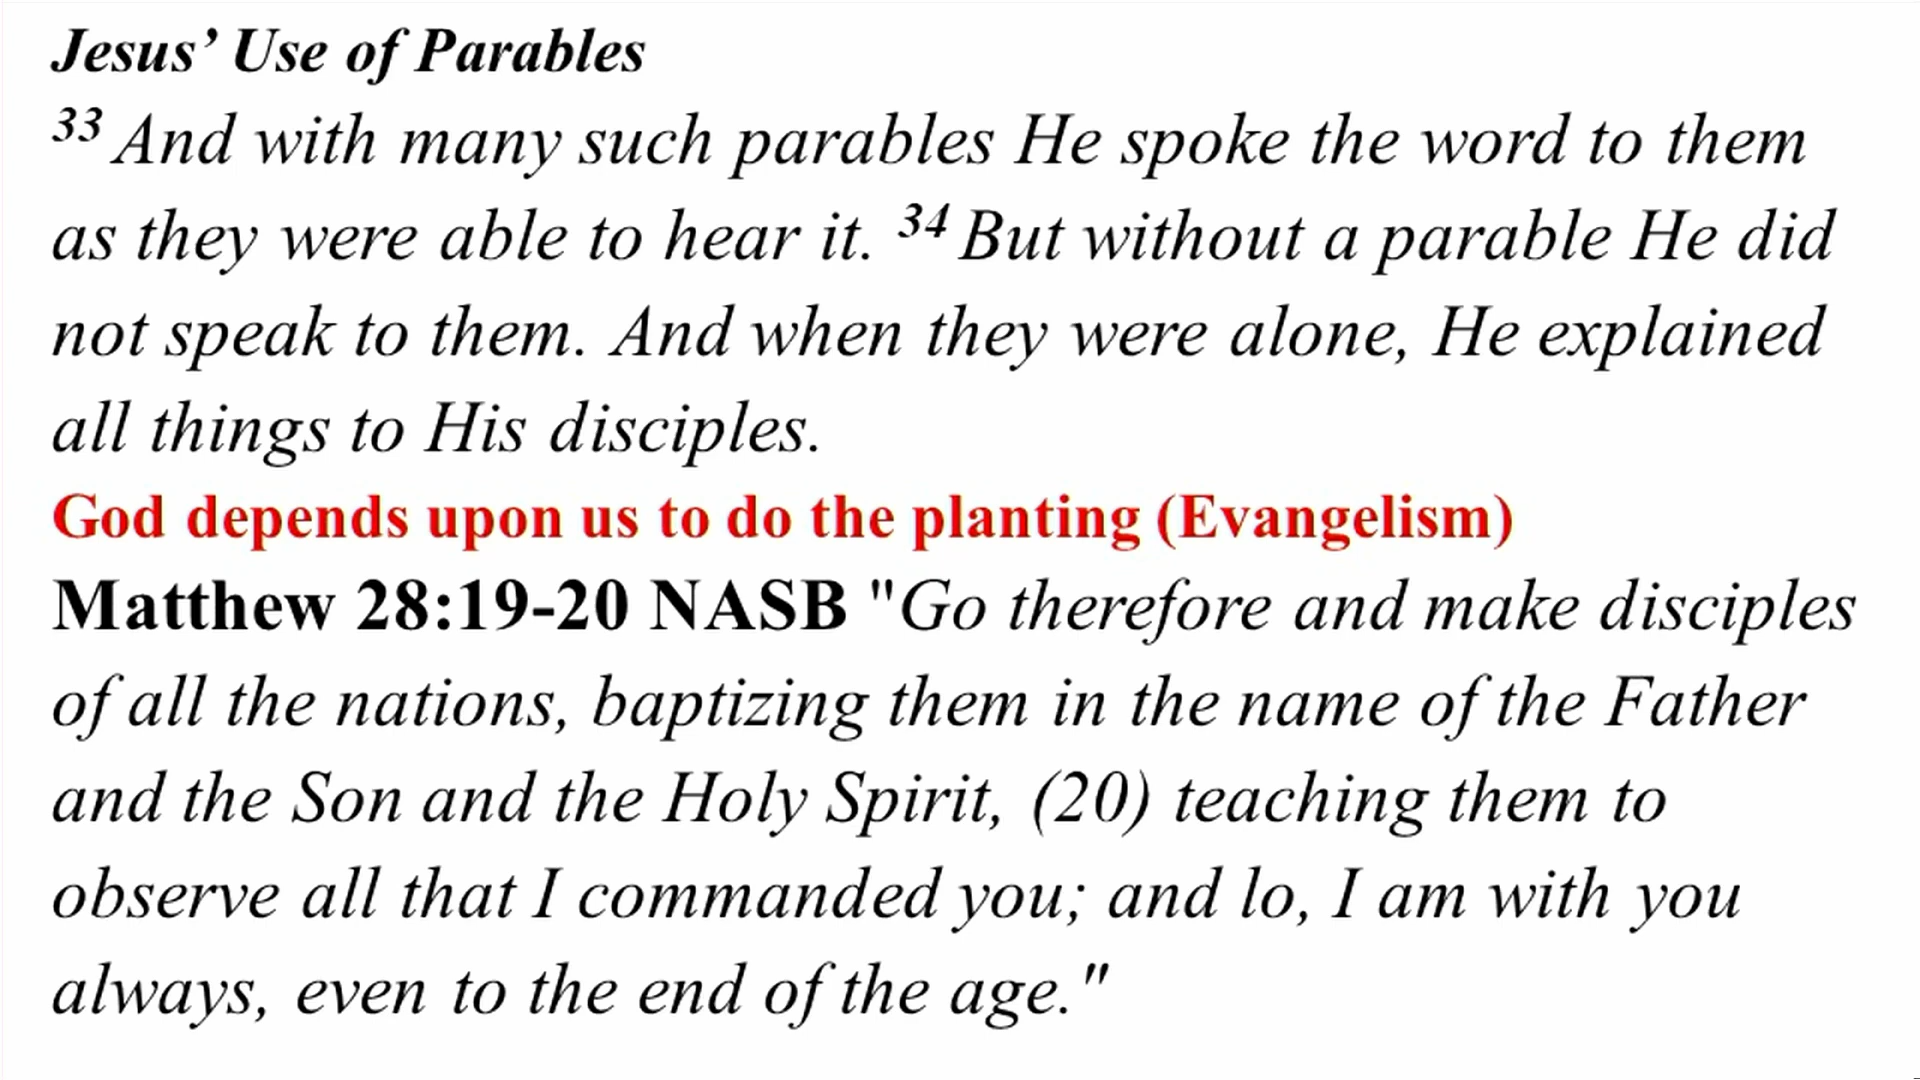 Jesus’ Use of Parables
33 And with many such parables He spoke the word to them
as they were able to hear it. 34 But without a parable He did
not speak to them. And when they were alone, He explained
all things to His disciples.
God depends upon us to do the planting (Evangelism)
Matthew 28:19-20 NASB "Go therefore and make disciples
of all the nations, baptizing them in the name of the Father
and the Son and the Holy Spirit, (20) teaching them to
observe all that I commanded you; and lo, I am with you
always, even to the end of the age."